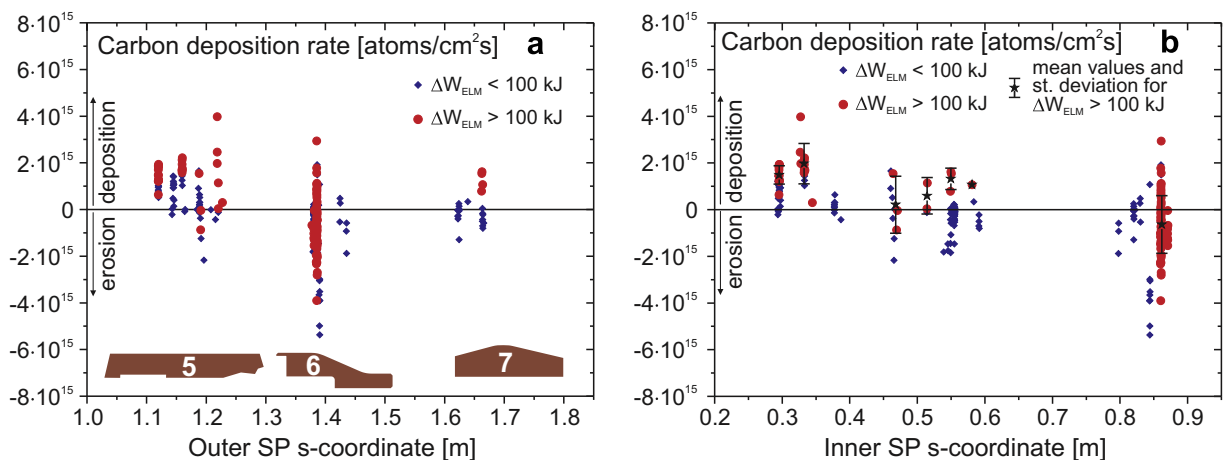 8·10¹⁵
6·10¹⁵
4·10¹⁵
2·10¹⁵
0
-2·10¹⁵
-4·10¹⁵
-6·10¹⁵
-8·10¹⁵
Carbon deposition rate [atoms/cm²s] a
ΔW_ELM < 100 kJ
ΔW_ELM > 100 kJ
deposition
erosion
5 6 7
1.0 1.1 1.2 1.3 1.4 1.5 1.6 1.7 1.8
Outer SP s-coordinate [m]
8·10¹⁵
6·10¹⁵
4·10¹⁵
2·10¹⁵
0
-2·10¹⁵
-4·10¹⁵
-6·10¹⁵
-8·10¹⁵
Carbon deposition rate [atoms/cm²s] b
ΔW_ELM < 100 kJ
ΔW_ELM > 100 kJ
mean values and
st. deviation for
ΔW_ELM > 100 kJ
deposition
erosion
0.2 0.3 0.4 0.5 0.6 0.7 0.8 0.9
Inner SP s-coordinate [m]